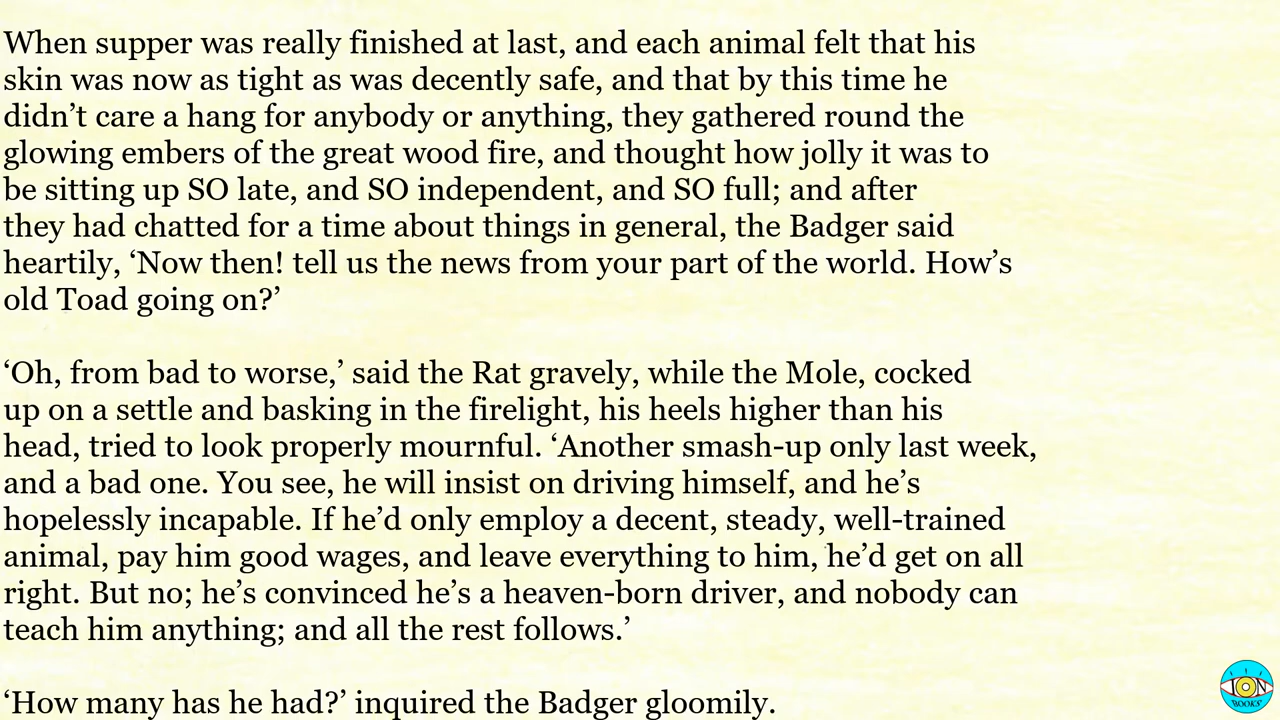 When supper was really finished at last, and each animal felt that his
skin was now as tight as was decently safe, and that by this time he
didn’t care a hang for anybody or anything, they gathered round the
glowing embers of the great wood fire, and thought how jolly it was to
be sitting up SO late, and SO independent, and SO full; and after
they had chatted for a time about things in general, the Badger said
heartily, ‘Now then! tell us the news from your part of the world. How’s
old Toad going on?’
‘Oh, from bad to worse,’ said the Rat gravely, while the Mole, cocked
up on a settle and basking in the firelight, his heels higher than his
head, tried to look properly mournful. ‘Another smash-up only last week,
and a bad one. You see, he will insist on driving himself, and he’s
hopelessly incapable. If he’d only employ a decent, steady, well-trained
animal, pay him good wages, and leave everything to him, he’d get on all
right. But no; he’s convinced he’s a heaven-born driver, and nobody can
teach him anything; and all the rest follows.’
‘How many has he had?’ inquired the Badger gloomily.
ION
BOOKS